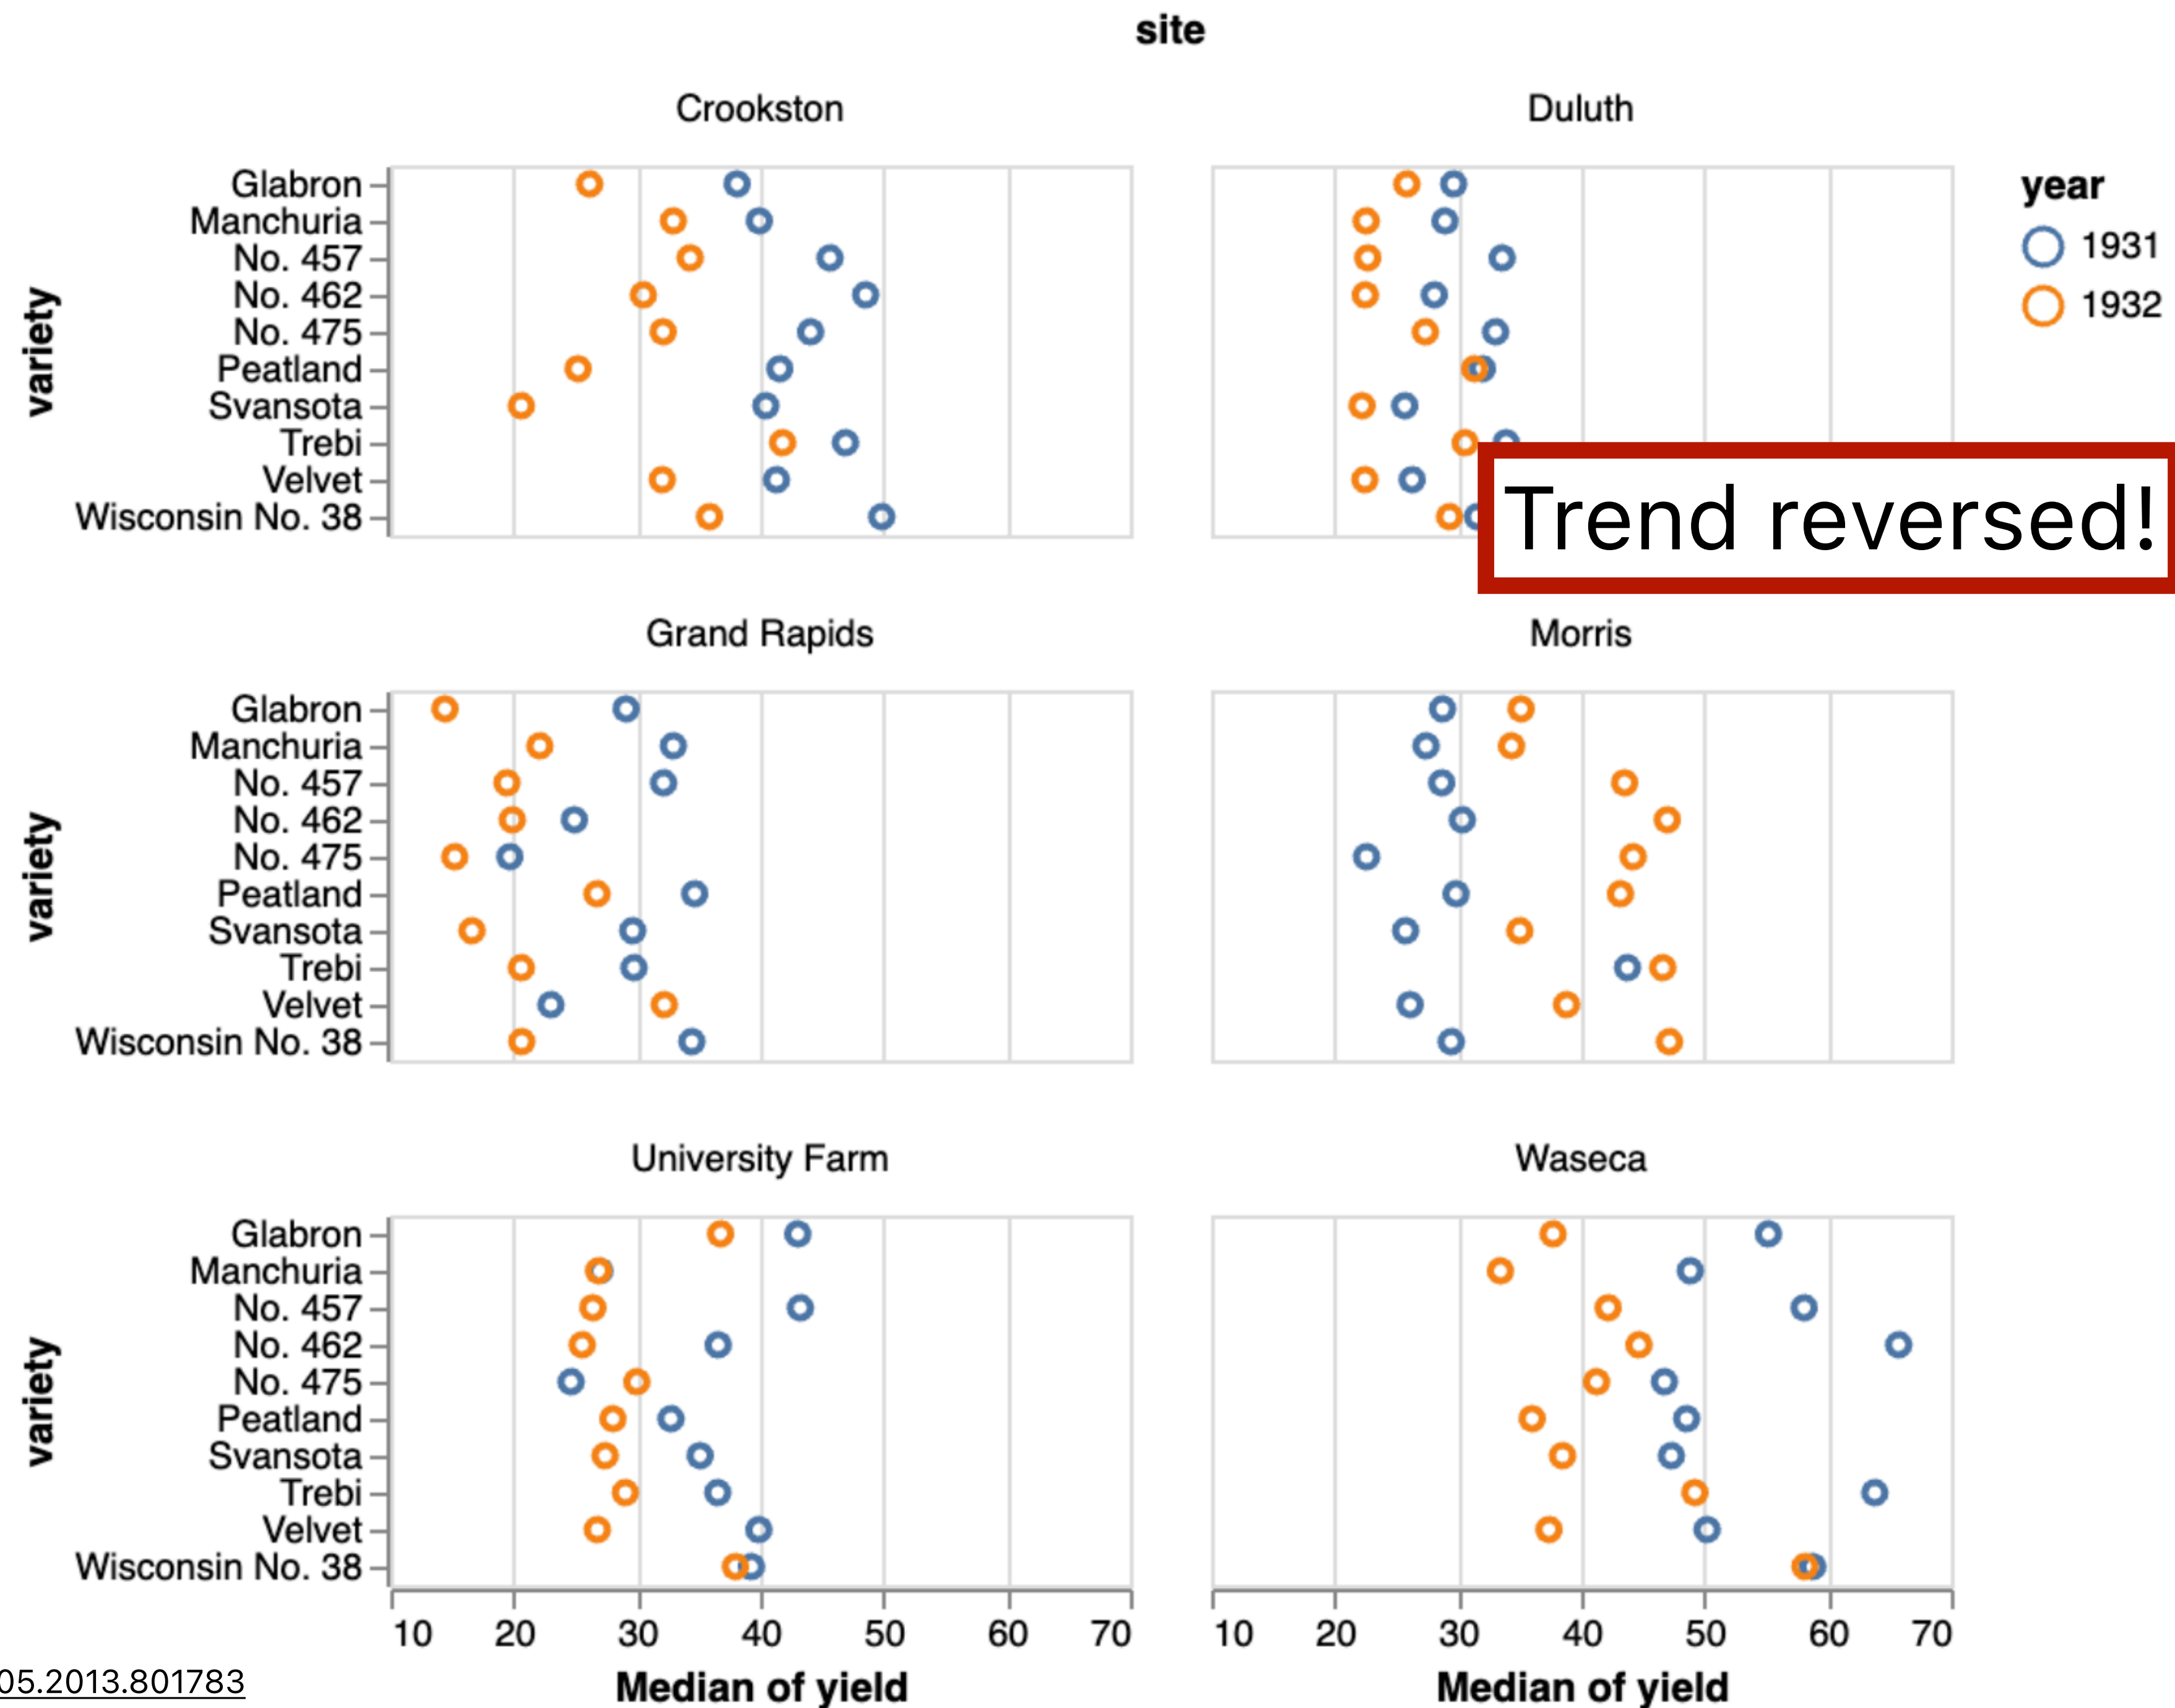 site
Crookston
Duluth
variety
Glabron
Manchuria
No. 457
No. 462
No. 475
Peatland
Svansota
Trebi
Velvet
Wisconsin No. 38
year
1931
1932
Trend reversed!
Grand Rapids
Morris
variety
Glabron
Manchuria
No. 457
No. 462
No. 475
Peatland
Svansota
Trebi
Velvet
Wisconsin No. 38
University Farm
Waseca
variety
Glabron
Manchuria
No. 457
No. 462
No. 475
Peatland
Svansota
Trebi
Velvet
Wisconsin No. 38
10 20 30 40 50 60 70
10 20 30 40 50 60 70
Median of yield
Median of yield
05.2013.801783